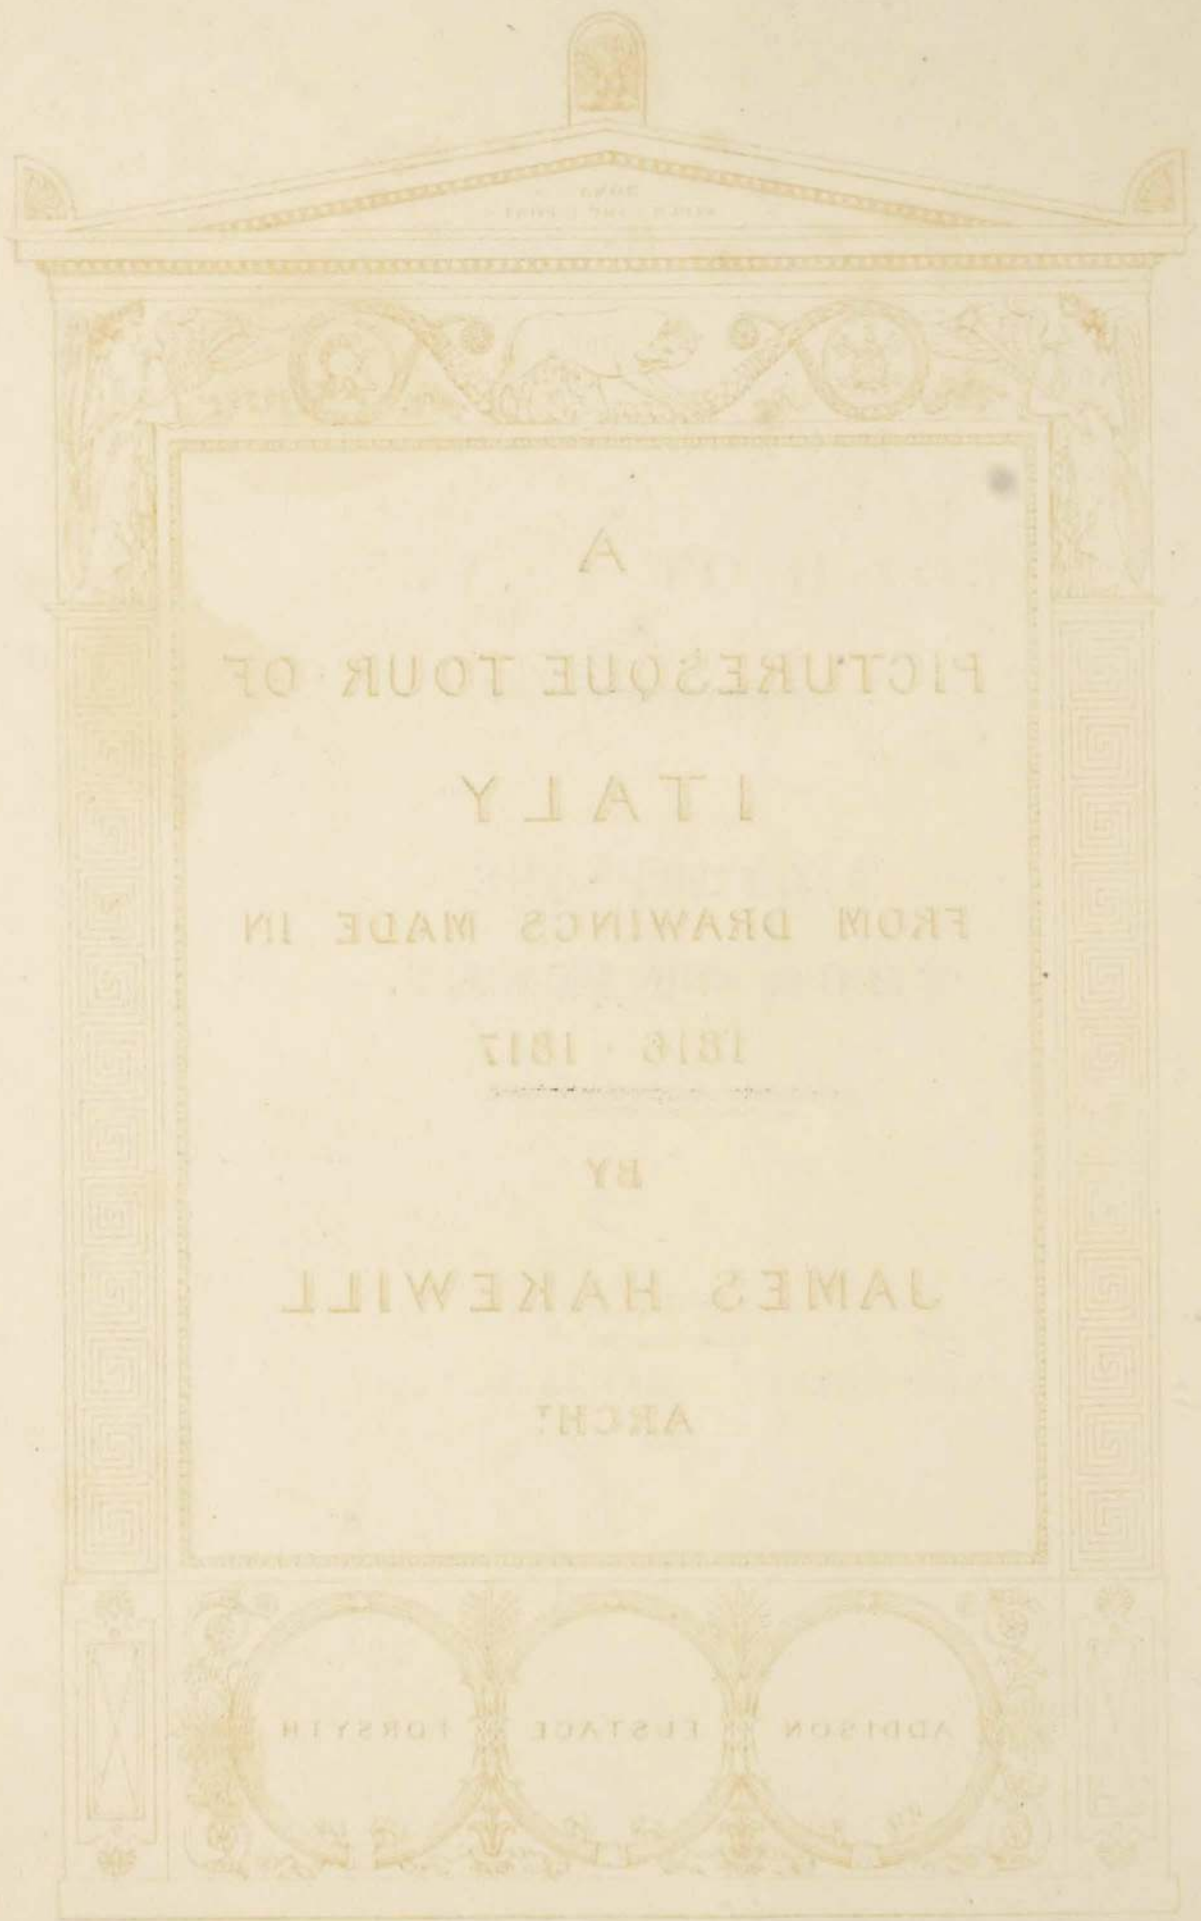 A
PICTURESQUE TOUR OF
ITALY
FROM DRAWINGS MADE IN
1816 · 1817
BY
JAMES HAKEWILL
ARCHT
ADDISON EUSTACE FORSYTH